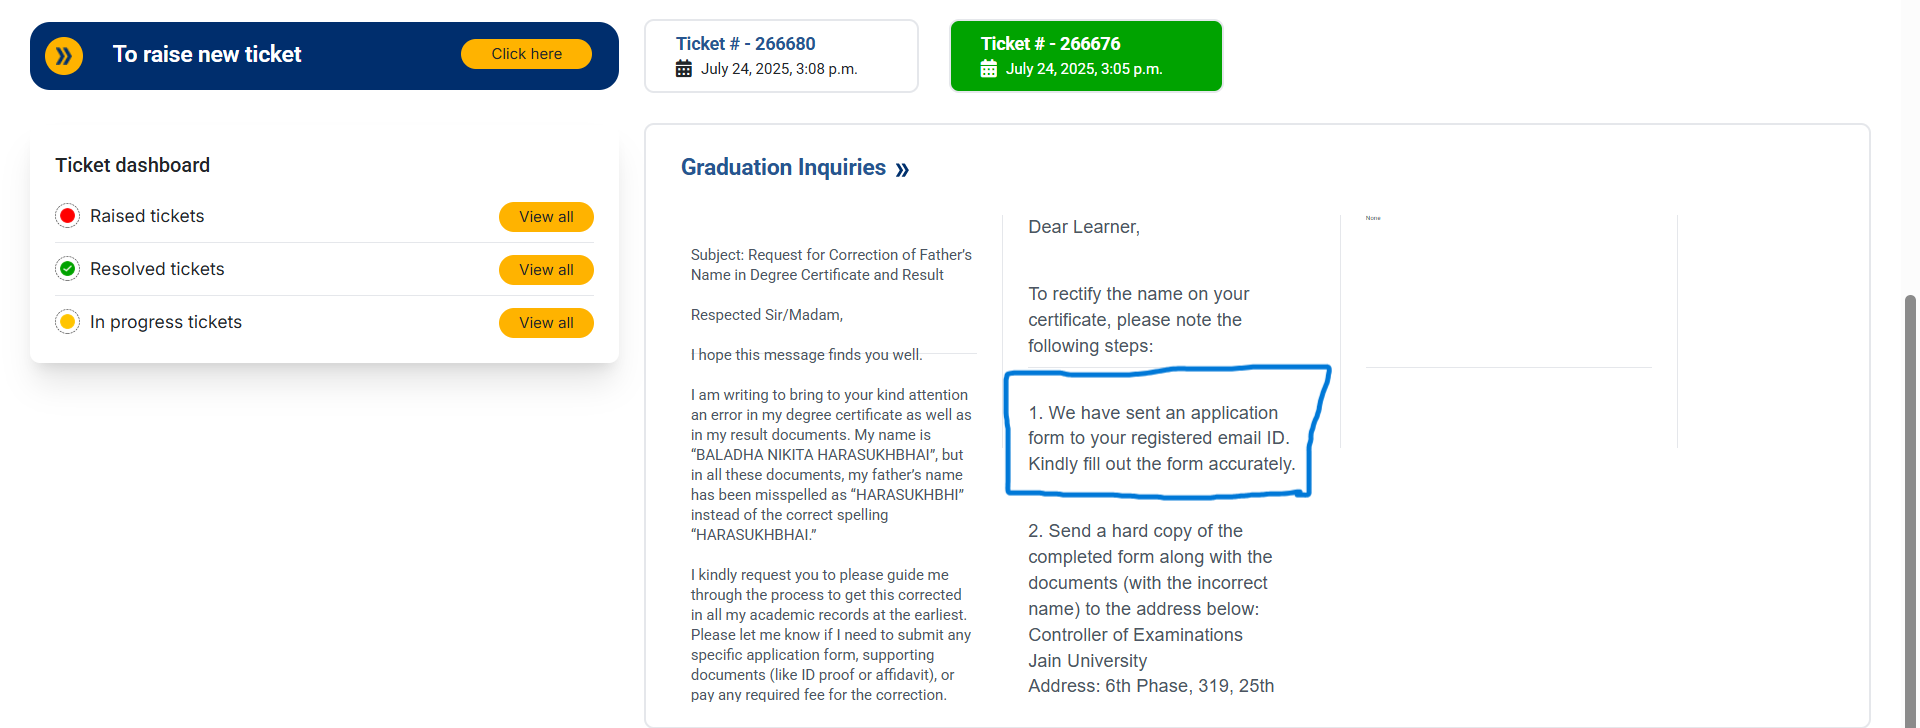 To raise new ticket
Click here
Ticket # - 266680
July 24, 2025, 3:08 p.m.
Ticket # - 266676
July 24, 2025, 3:05 p.m.
Ticket dashboard
Raised tickets
View all
Resolved tickets
View all
In progress tickets
View all
Graduation Inquiries »
Subject: Request for Correction of Father's
Name in Degree Certificate and Result
Respected Sir/Madam,
I hope this message finds you well.
I am writing to bring to your kind attention
an error in my degree certificate as well as
in my result documents. My name is
“BALADHA NIKITA HARASUKHBHAI”, but
in all these documents, my father’s name
has been misspelled as “HARASUKHBHI”
instead of the correct spelling
“HARASUKHBHAI.”
I kindly request you to please guide me
through the process to get this corrected
in all my academic records at the earliest.
Please let me know if I need to submit any
specific application form, supporting
documents (like ID proof or affidavit), or
pay any required fee for the correction.
Dear Learner,
To rectify the name on your
certificate, please note the
following steps:
1. We have sent an application
form to your registered email ID.
Kindly fill out the form accurately.
2. Send a hard copy of the
completed form along with the
documents (with the incorrect
name) to the address below:
Controller of Examinations
Jain University
Address: 6th Phase, 319, 25th
None